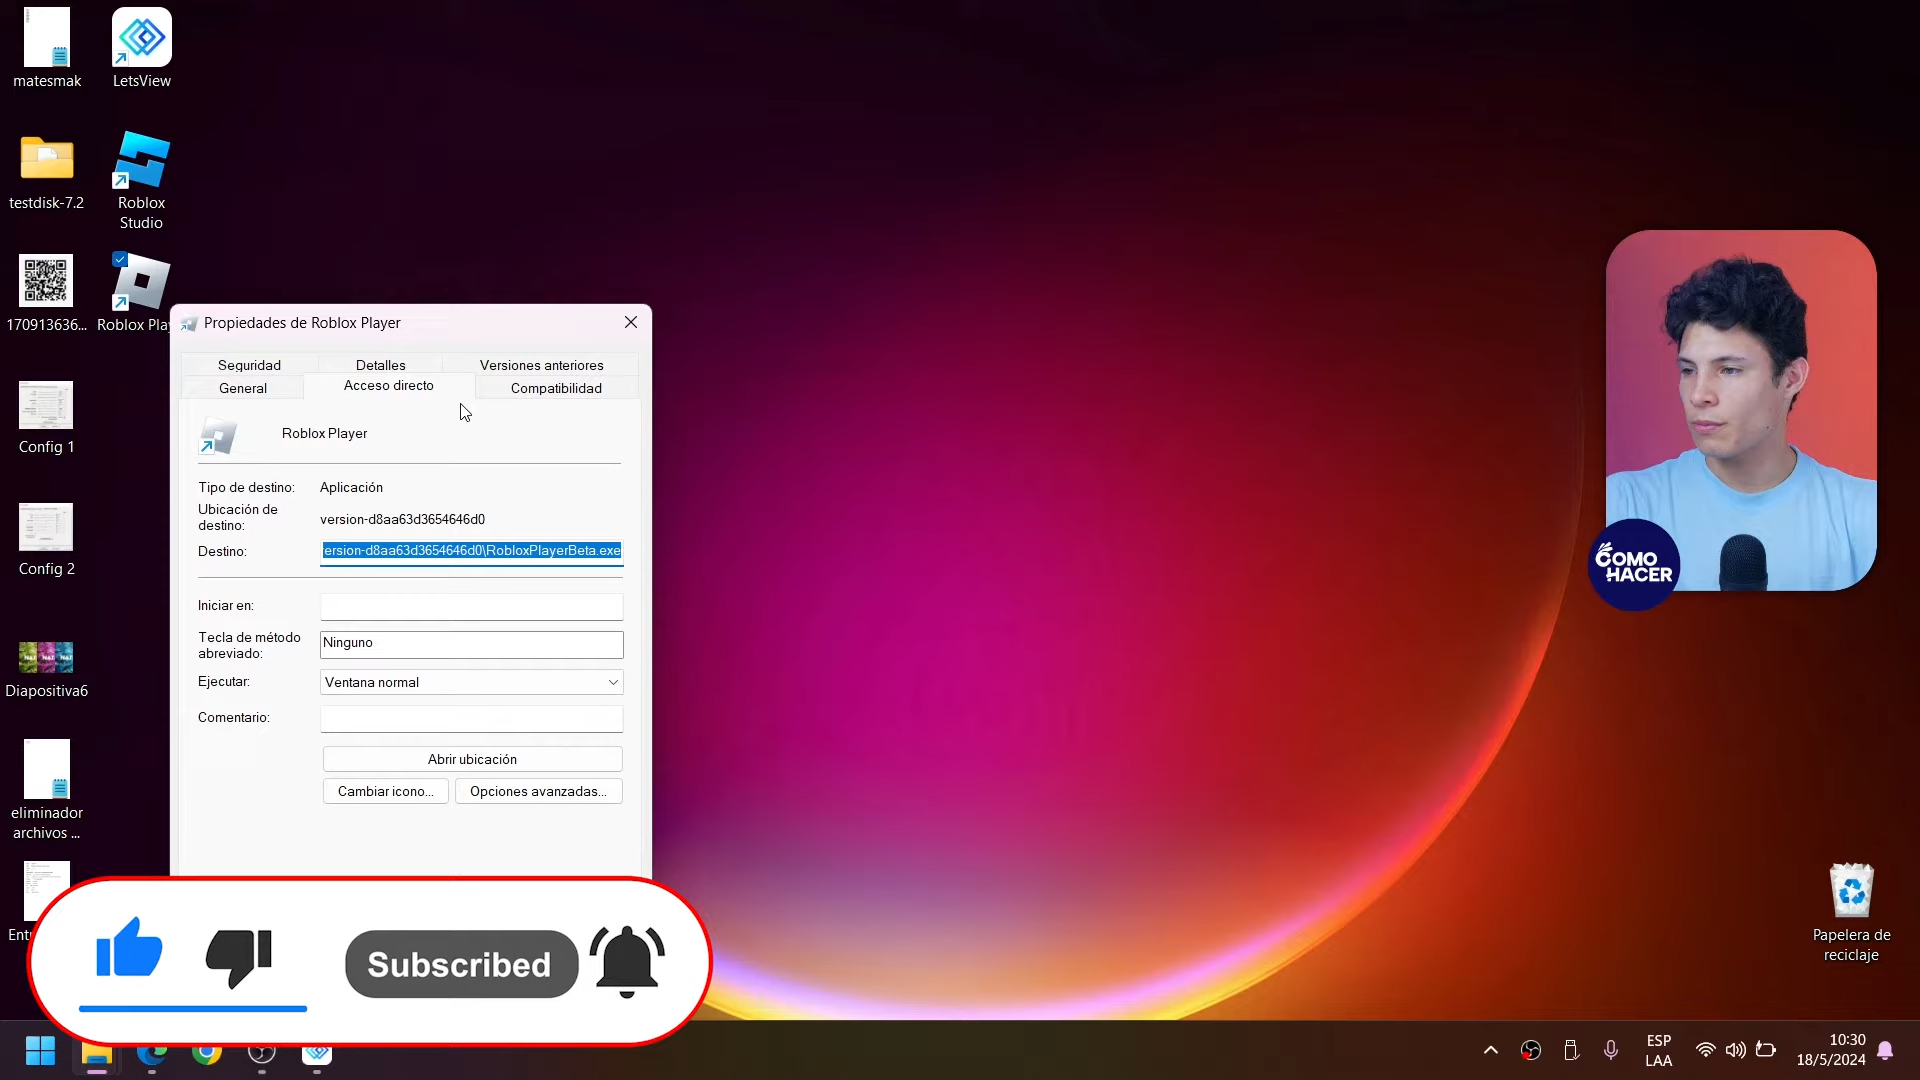 matesmak
LetsView
testdisk-7.2
Roblox
Studio
170913636...
Roblox Play
Config 1
Config 2
Diapositiva6
eliminador
archivos ...
Ent
Propiedades de Roblox Player
Seguridad
Detalles
Versiones anteriores
General
Acceso directo
Compatibilidad
Roblox Player
Tipo de destino:
Aplicación
Ubicación de
destino:
version-d8aa63d3654646d0
Destino:
ersion-d8aa63d3654646d0\RobloxPlayerBeta.exe
Iniciar en:
Tecla de método
abreviado:
Ninguno
Ejecutar:
Ventana normal
Comentario:
Abrir ubicación
Cambiar icono...
Opciones avanzadas...
COMO
HACER
Papelera de
reciclaje
Subscribed
ESP
LAA
10:30
18/5/2024